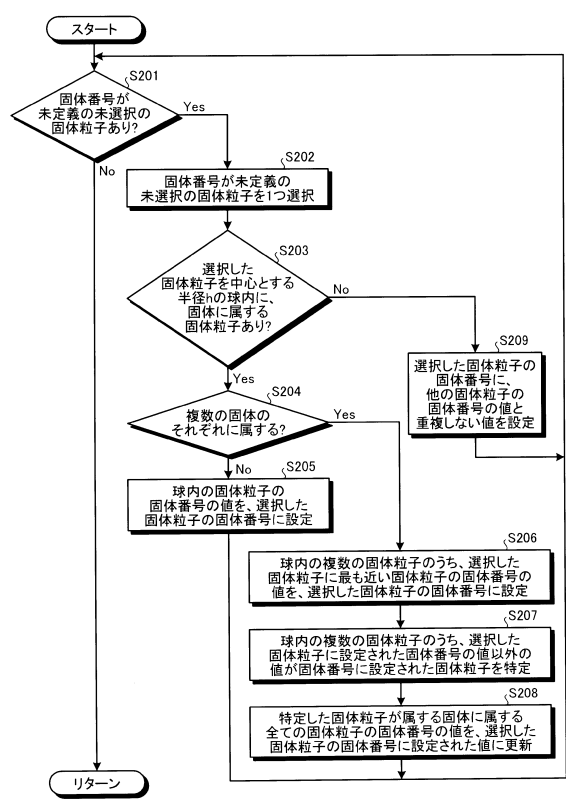 スタート
S201
固体番号が
未定義の未選択の
固体粒子あり?
Yes
No
S202
固体番号が未定義の
未選択の固体粒子を1つ選択
S203
選択した
固体粒子を中心とする
半径hの球内に、
固体に属する
固体粒子あり?
No
Yes
S209
選択した固体粒子の
固体番号に、
他の固体粒子の
固体番号の値と
重複しない値を設定
S204
複数の固体の
それぞれに属する?
Yes
No
S205
球内の固体粒子の
固体番号の値を、選択した
固体粒子の固体番号に設定
S206
球内の複数の固体粒子のうち、選択した
固体粒子に最も近い固体粒子の固体番号の
値を、選択した固体粒子の固体番号に設定
S207
球内の複数の固体粒子のうち、選択した
固体粒子に設定された固体番号の値以外の
値が固体番号に設定された固体粒子を特定
S208
特定した固体粒子が属する固体に属する
全ての固体粒子の固体番号の値を、選択した
固体粒子の固体番号に設定された値に更新
リターン